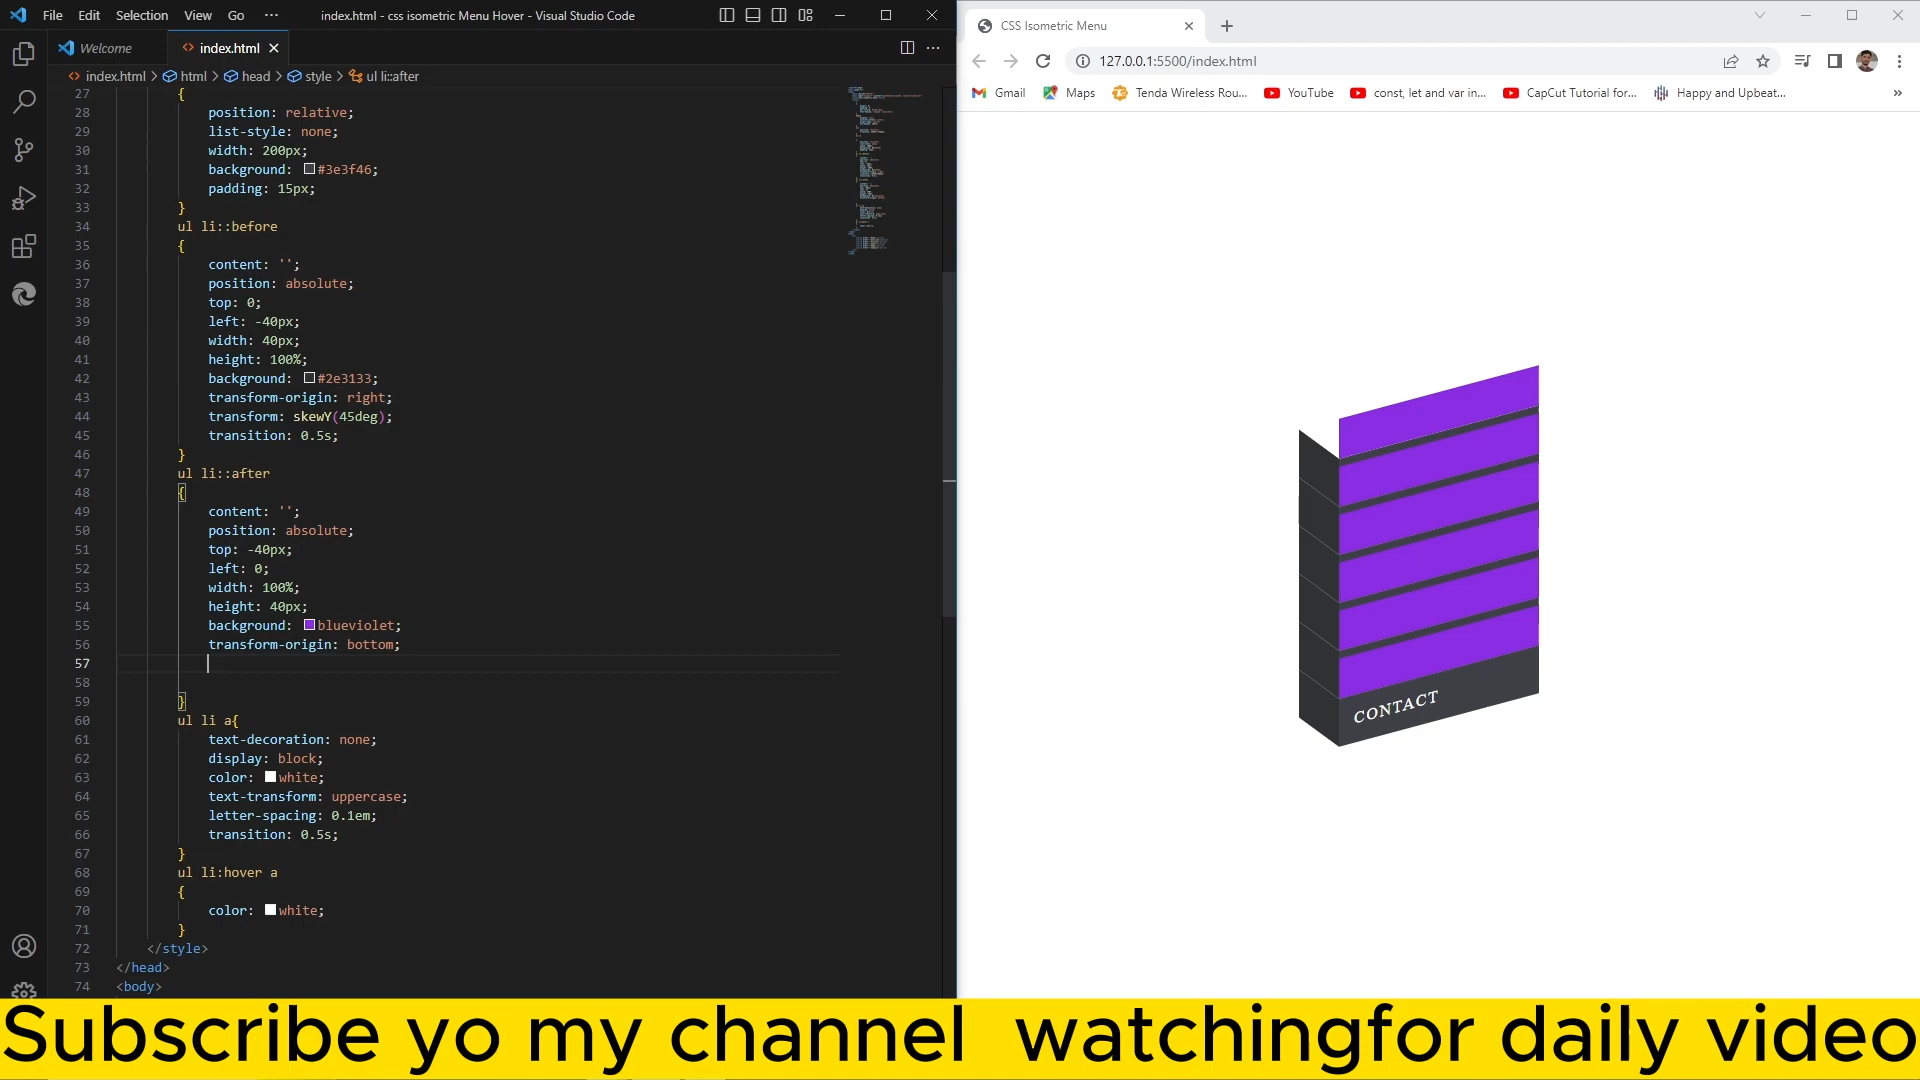 File Edit Selection View Go ··· index.html - css isometric Menu Hover - Visual Studio Code
Welcome
index.html
index.html > html > head > style > ul li::after
27 {
28 position: relative;
29 list-style: none;
30 width: 200px;
31 background: #3e3f46;
32 padding: 15px;
33 }
34 ul li::before
35 {
36 content: '';
37 position: absolute;
38 top: 0;
39 left: -40px;
40 width: 40px;
41 height: 100%;
42 background: #2e3133;
43 transform-origin: right;
44 transform: skewY(45deg);
45 transition: 0.5s;
46 }
47 ul li::after
48 {
49 content: '';
50 position: absolute;
51 top: -40px;
52 left: 0;
53 width: 100%;
54 height: 40px;
55 background: blueviolet;
56 transform-origin: bottom;
57
58
59 }
60 ul li a{
61 text-decoration: none;
62 display: block;
63 color: white;
64 text-transform: uppercase;
65 letter-spacing: 0.1em;
66 transition: 0.5s;
67 }
68 ul li:hover a
69 {
70 color: white;
71 }
72 </style>
73 </head>
74 <body>
CSS Isometric Menu
127.0.0.1:5500/index.html
Gmail Maps Tenda Wireless Rou... YouTube const, let and var in... CapCut Tutorial for... Happy and Upbeat... »
CONTACT
Subscribe yo my channel watchingfor daily video